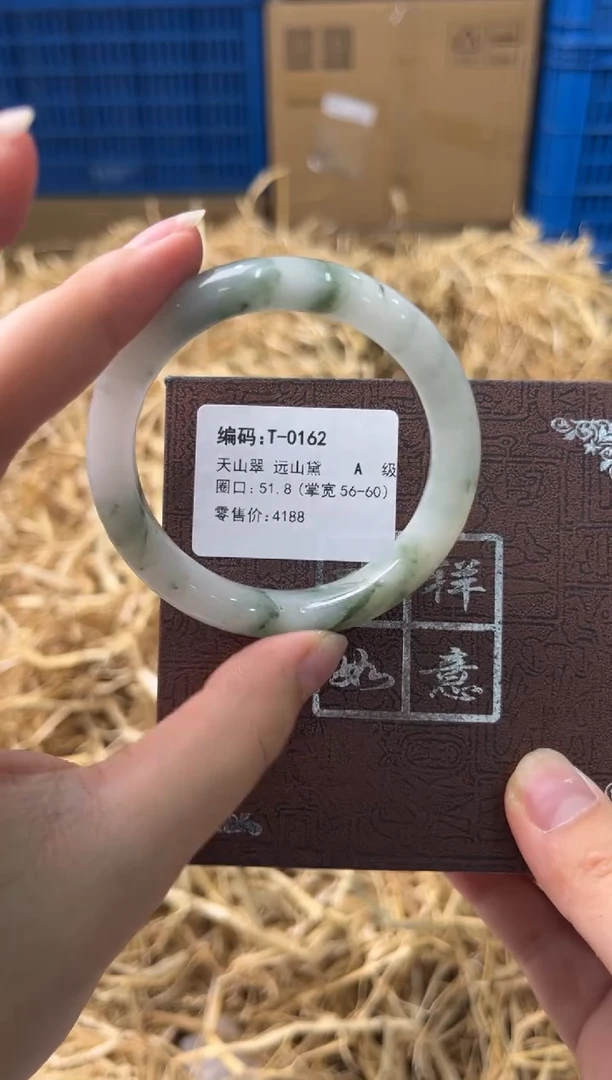 编码:T-0162
天山翠 远山黛 A 级
圈口: 51.8 (掌宽 56-60)
零售价:4188
祥
如 意